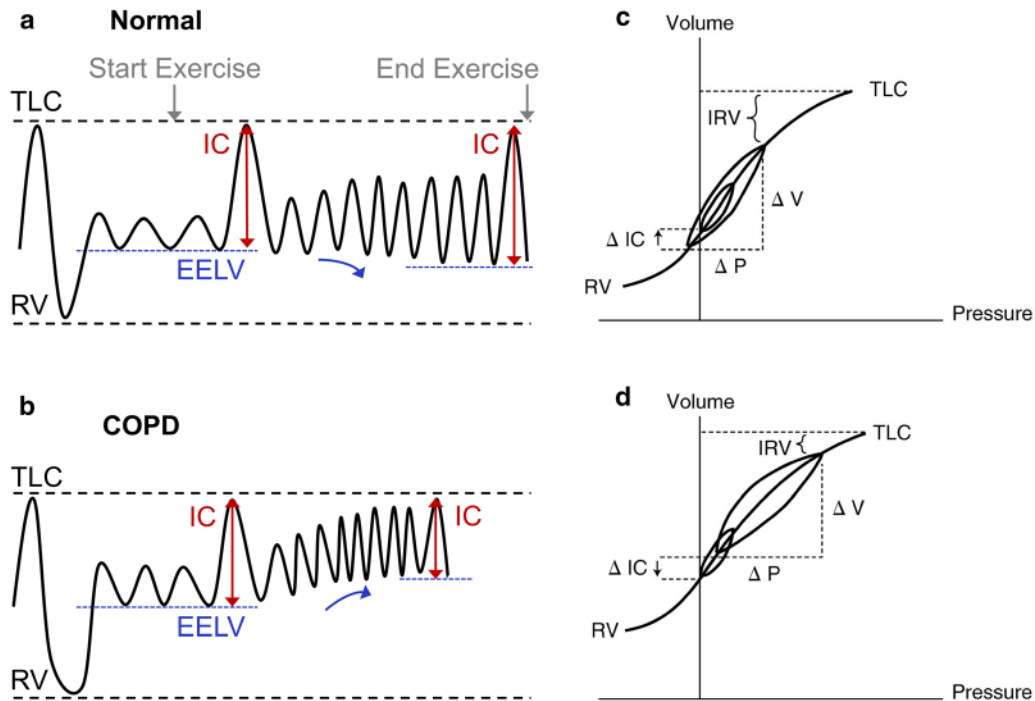 a Normal
Start Exercise
End Exercise
TLC
IC
IC
EELV
RV
b
COPD
TLC
IC
IC
EELV
RV
c
Volume
TLC
IRV
Δ V
Δ IC ↑
Δ P
RV
Pressure
d
Volume
TLC
IRV
Δ V
Δ IC ↓
Δ P
RV
Pressure